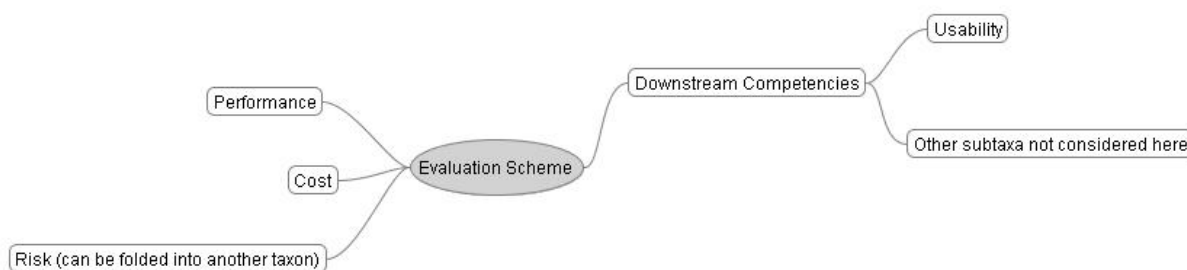 Usability
Downstream Competencies
Performance
Other subtaxa not considered here
Evaluation Scheme
Cost
Risk (can be folded into another taxon)